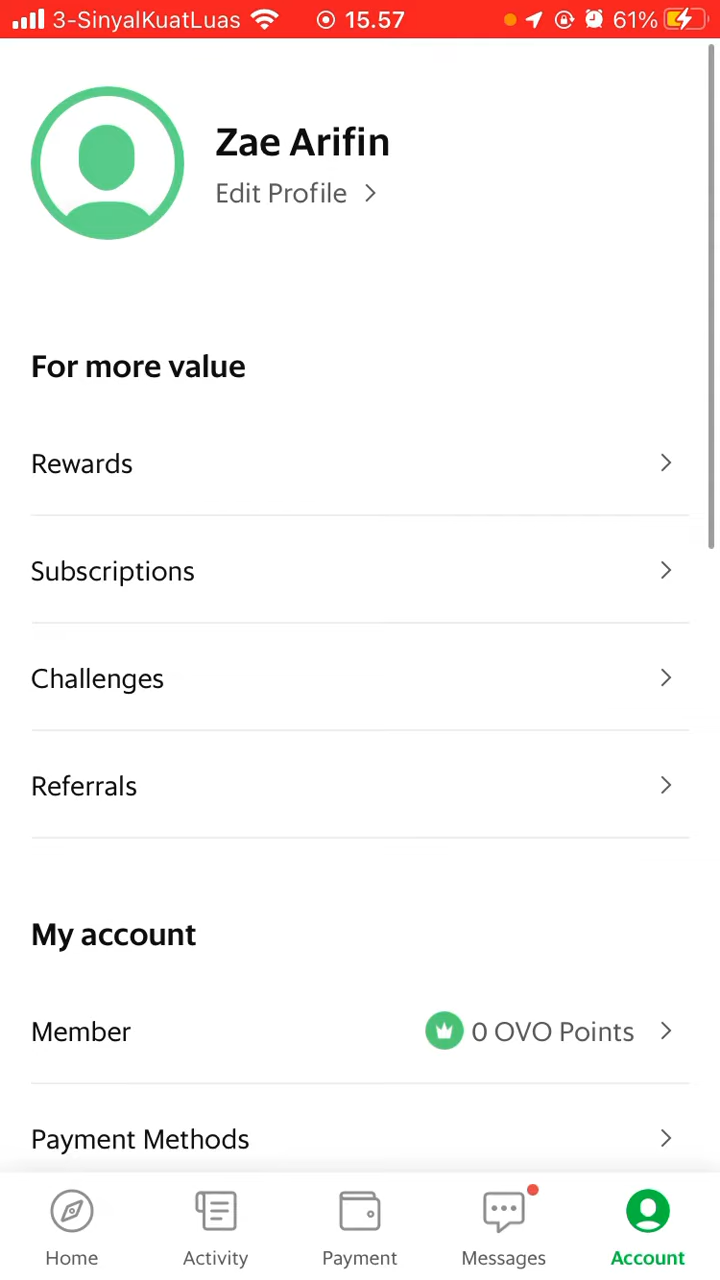 3-SinyalKuatLuas 15.57 61%
Zae Arifin
Edit Profile
For more value
Rewards
Subscriptions
Challenges
Referrals
My account
Member 0 OVO Points
Payment Methods
Home Activity Payment Messages Account